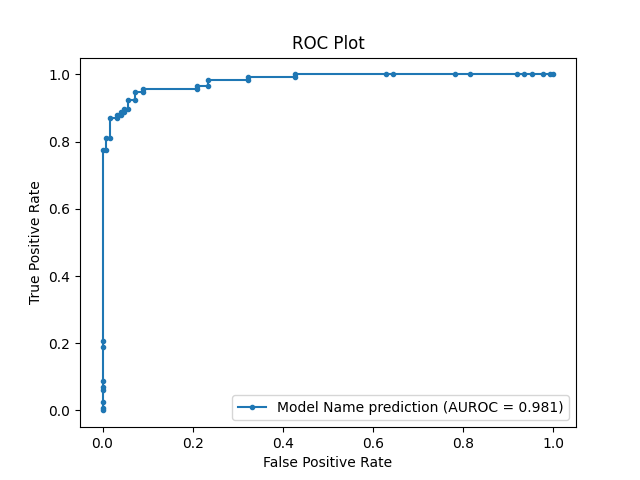 ROC Plot
1.0
0.8
0.6
0.4
0.2
0.0
True Positive Rate
Model Name prediction (AUROC = 0.981)
0.0 0.2 0.4 0.6 0.8 1.0
False Positive Rate